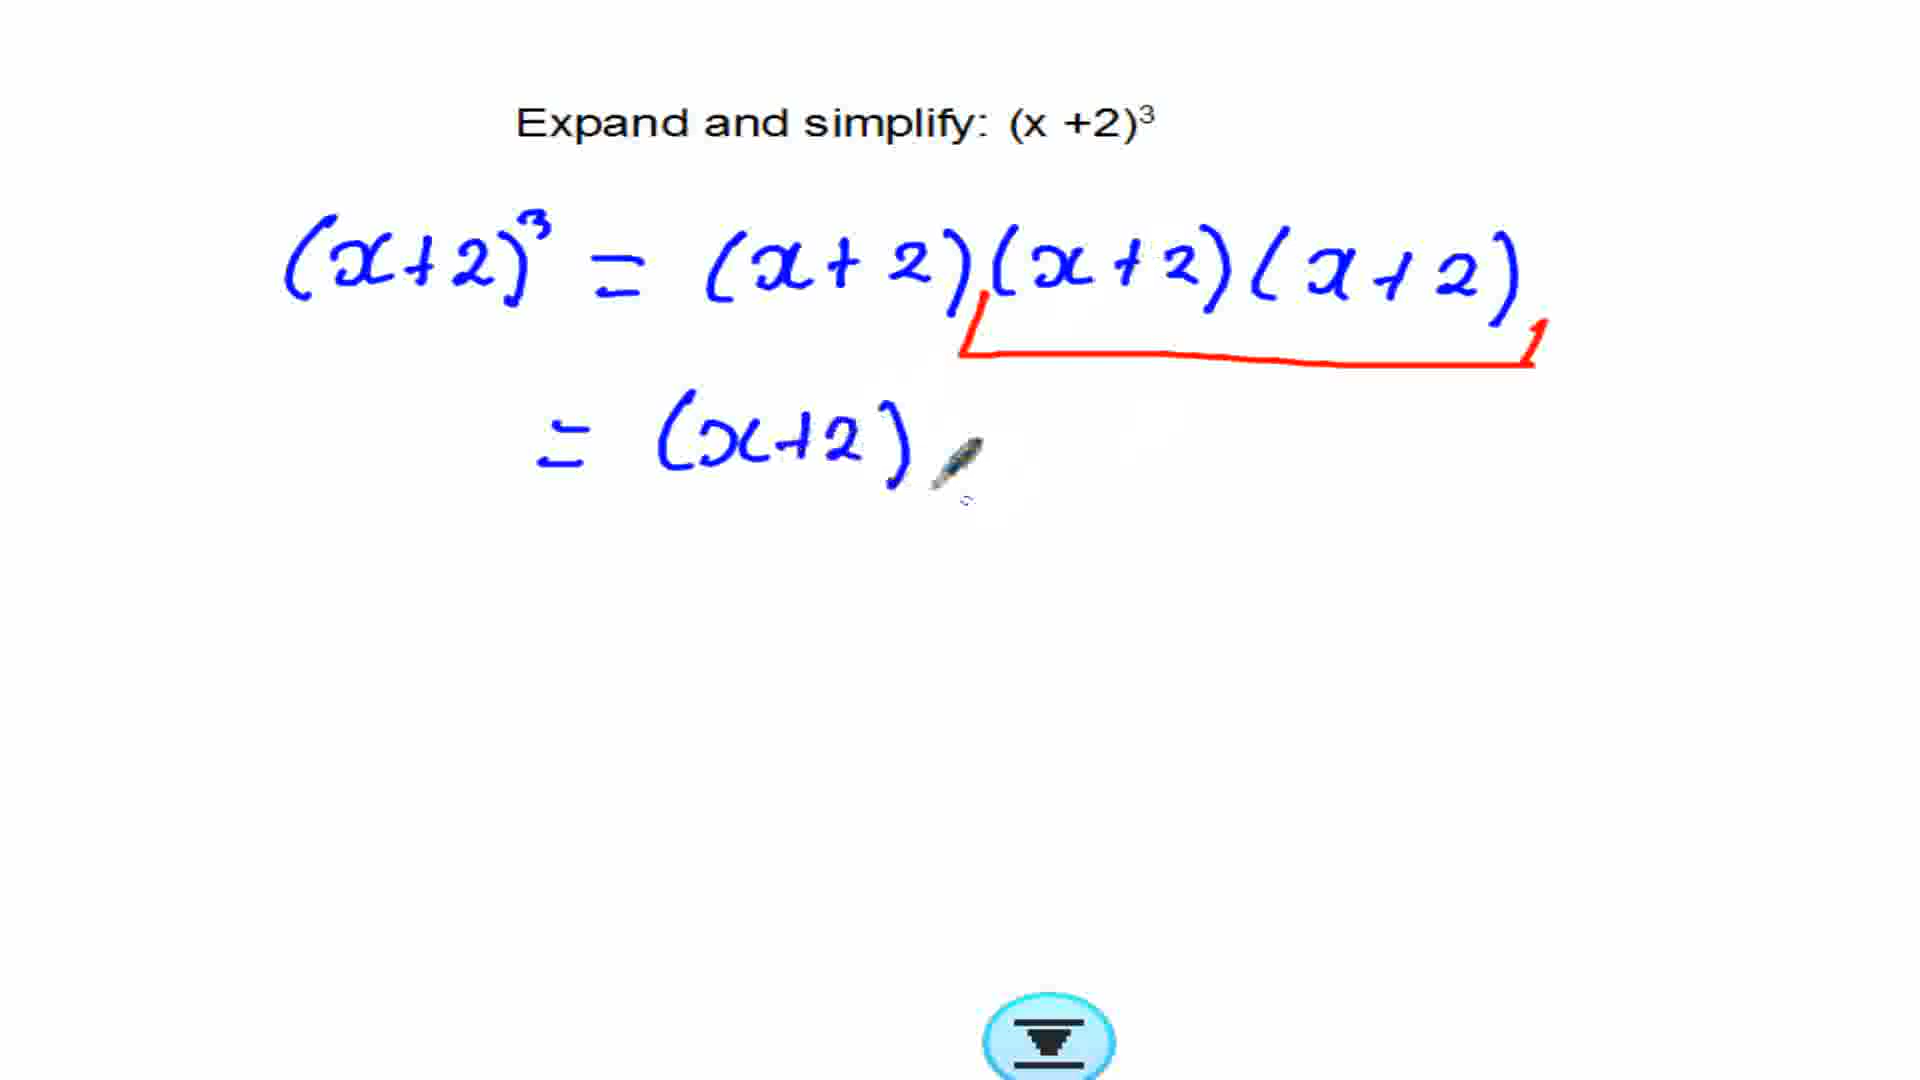 Expand and simplify: (x +2)³
(x+2)³ = (x+2)(x+2)(x+2)
= (x+2)